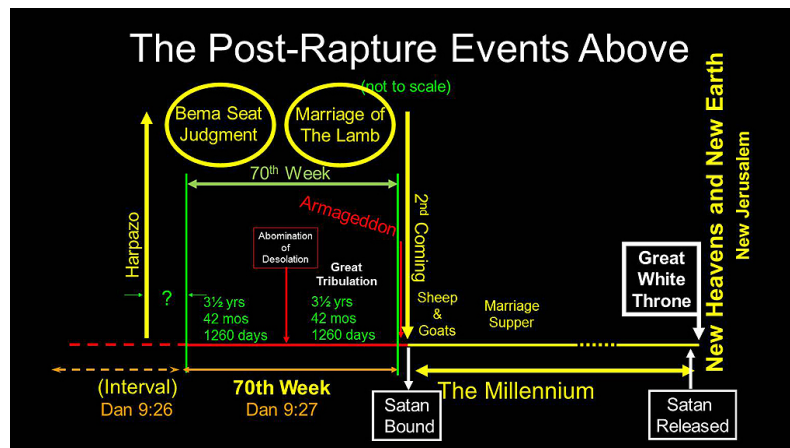 The Post-Rapture Events Above
(not to scale)
Bema Seat
Judgment
Marriage of
The Lamb
70th Week
Harpazo
?
Abomination
of
Desolation
Armageddon
2nd Coming
Great
Tribulation
3½ yrs
42 mos
1260 days
3½ yrs
42 mos
1260 days
Sheep
&
Goats
Marriage
Supper
Great
White
Throne
New Heavens and New Earth
New Jerusalem
(Interval)
Dan 9:26
70th Week
Dan 9:27
Satan
Bound
The Millennium
Satan
Released